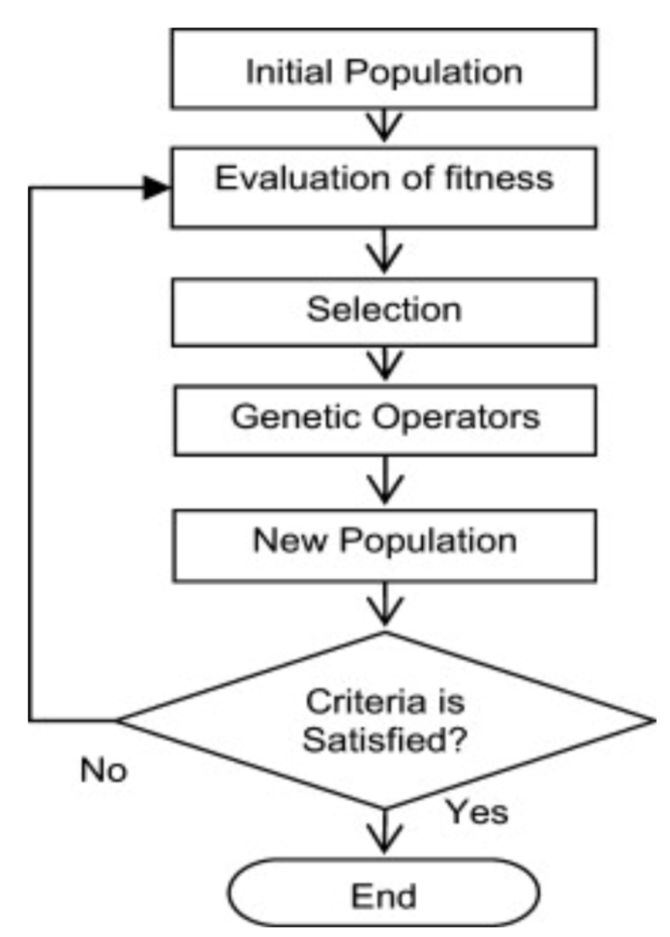 Initial Population
Evaluation of fitness
Selection
Genetic Operators
New Population
Criteria is
Satisfied?
No
Yes
End